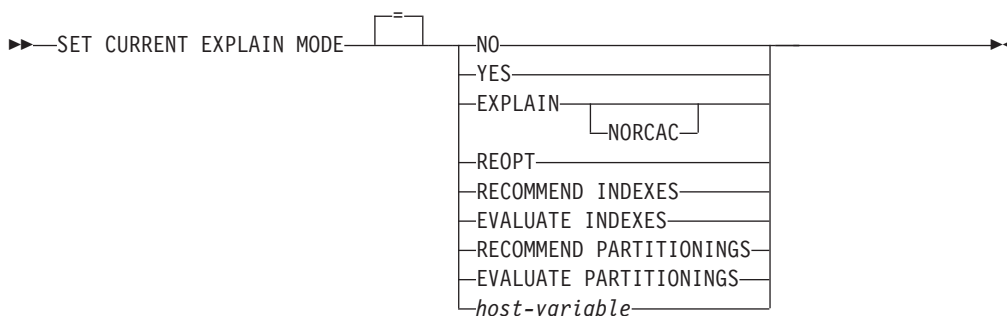 =
SET CURRENT EXPLAIN MODE
NO
YES
EXPLAIN
NORCAC
REOPT
RECOMMEND INDEXES
EVALUATE INDEXES
RECOMMEND PARTITIONINGS
EVALUATE PARTITIONINGS
host-variable